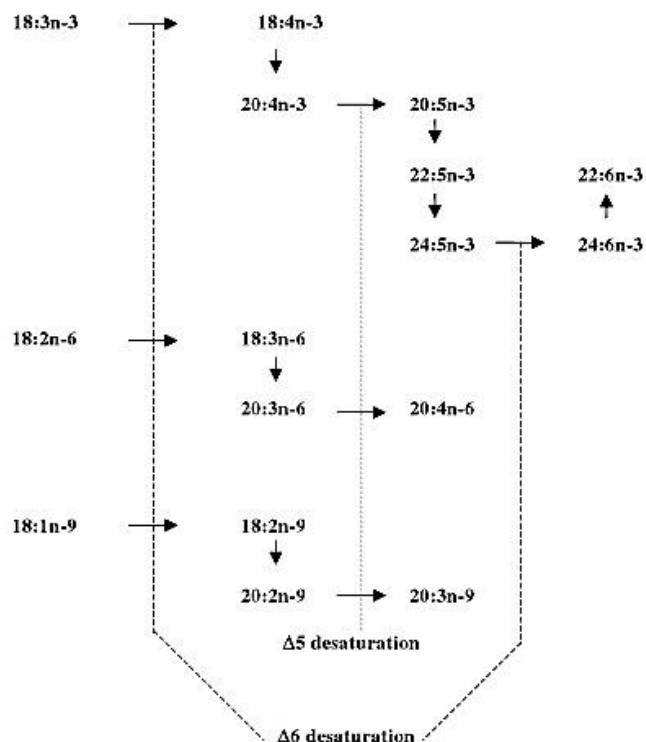 18:3n-3 18:4n-3
20:4n-3 20:5n-3
22:5n-3 22:6n-3
24:5n-3 24:6n-3
18:2n-6 18:3n-6
20:3n-6 20:4n-6
18:1n-9 18:2n-9
20:2n-9 20:3n-9
Δ5 desaturation
Δ6 desaturation